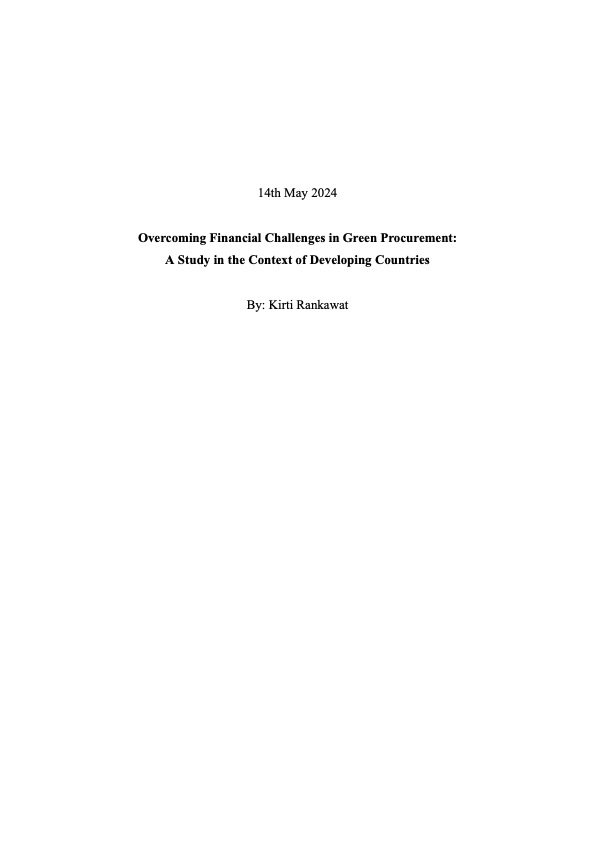 14th May 2024
Overcoming Financial Challenges in Green Procurement:
A Study in the Context of Developing Countries
By: Kirti Rankawat